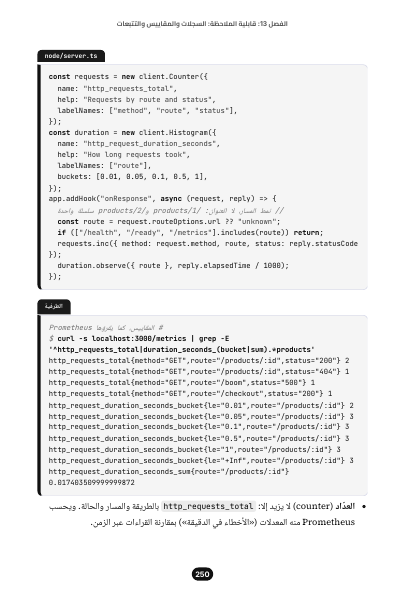 الفصل 13: قابلية الملاحظة: السجلات والمقاييس والتتبعات
node/server.ts
const requests = new client.Counter({
  name: "http_requests_total",
  help: "Requests by route and status",
  labelNames: ["method", "route", "status"],
});
const duration = new client.Histogram({
  name: "http_request_duration_seconds",
  help: "How long requests took",
  labelNames: ["route"],
  buckets: [0.01, 0.05, 0.1, 0.5, 1],
});
app.addHook("onResponse", async (request, reply) => {
  // نمط المسار، لا العنوان: /products/1 و/products/2 سلسلة واحدة
  const route = request.routeOptions.url ?? "unknown";
  if (["/health", "/ready", "/metrics"].includes(route)) return;
  requests.inc({ method: request.method, route, status: reply.statusCode
});
  duration.observe({ route }, reply.elapsedTime / 1000);
});
الطرفية
# المقاييس، كما يقرؤها Prometheus
$ curl -s localhost:3000/metrics | grep -E
'^http_requests_total|duration_seconds_(bucket|sum).*products'
http_requests_total{method="GET",route="/products/:id",status="200"} 2
http_requests_total{method="GET",route="/products/:id",status="404"} 1
http_requests_total{method="GET",route="/boom",status="500"} 1
http_requests_total{method="GET",route="/checkout",status="200"} 1
http_request_duration_seconds_bucket{le="0.01",route="/products/:id"} 2
http_request_duration_seconds_bucket{le="0.05",route="/products/:id"} 3
http_request_duration_seconds_bucket{le="0.1",route="/products/:id"} 3
http_request_duration_seconds_bucket{le="0.5",route="/products/:id"} 3
http_request_duration_seconds_bucket{le="1",route="/products/:id"} 3
http_request_duration_seconds_bucket{le="+Inf",route="/products/:id"} 3
http_request_duration_seconds_sum{route="/products/:id"}
0.017403509999999872
• العدّاد (counter) لا يزيد إلا: http_requests_total بالطريقة والمسار والحالة. ويحسب
Prometheus منه المعدلات («الأخطاء في الدقيقة») بمقارنة القراءات عبر الزمن.
250